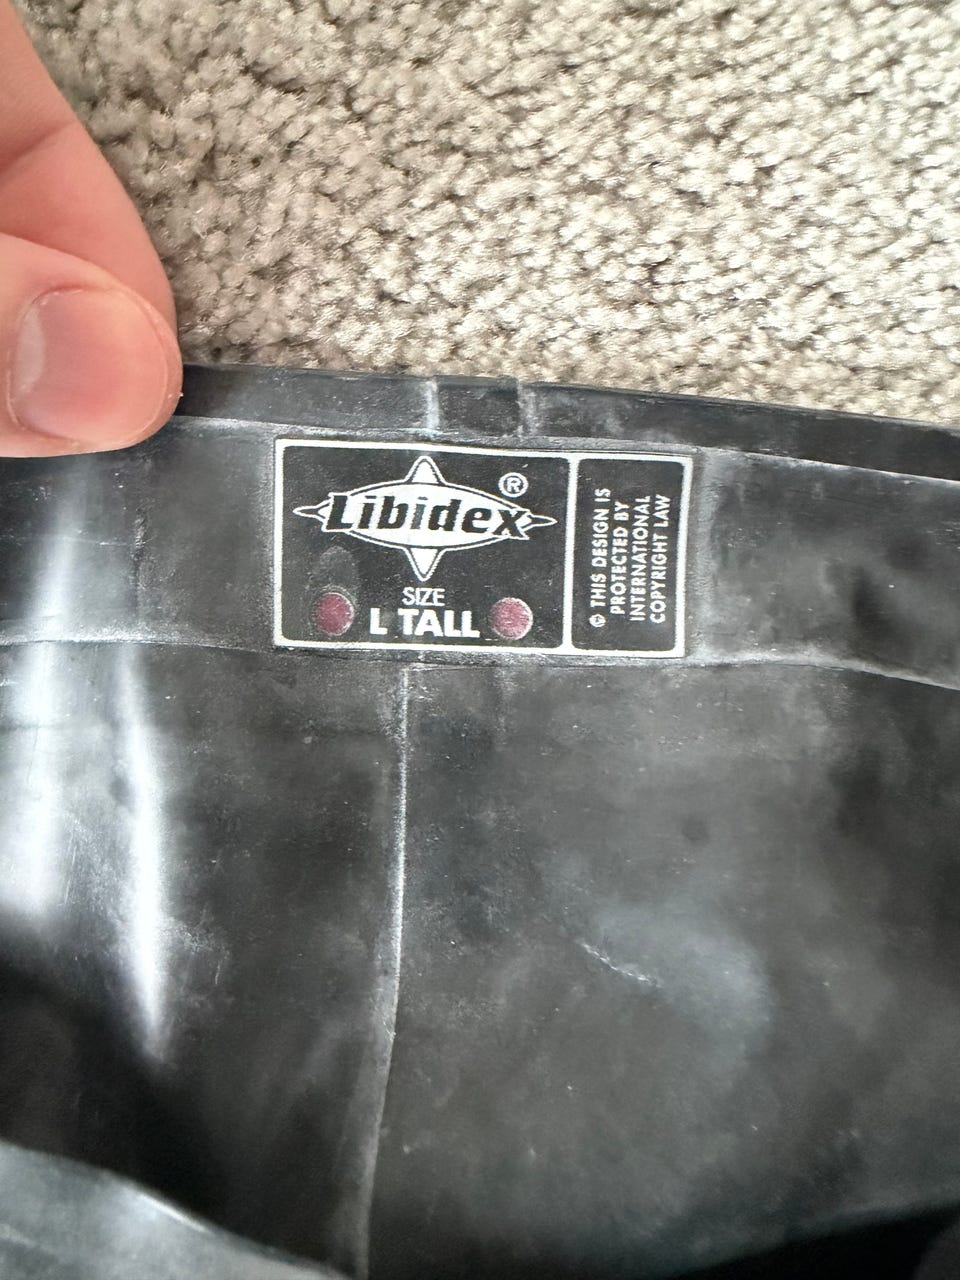 Libidex®
SIZE
L TALL
© THIS DESIGN IS
PROTECTED BY
INTERNATIONAL
COPYRIGHT LAW